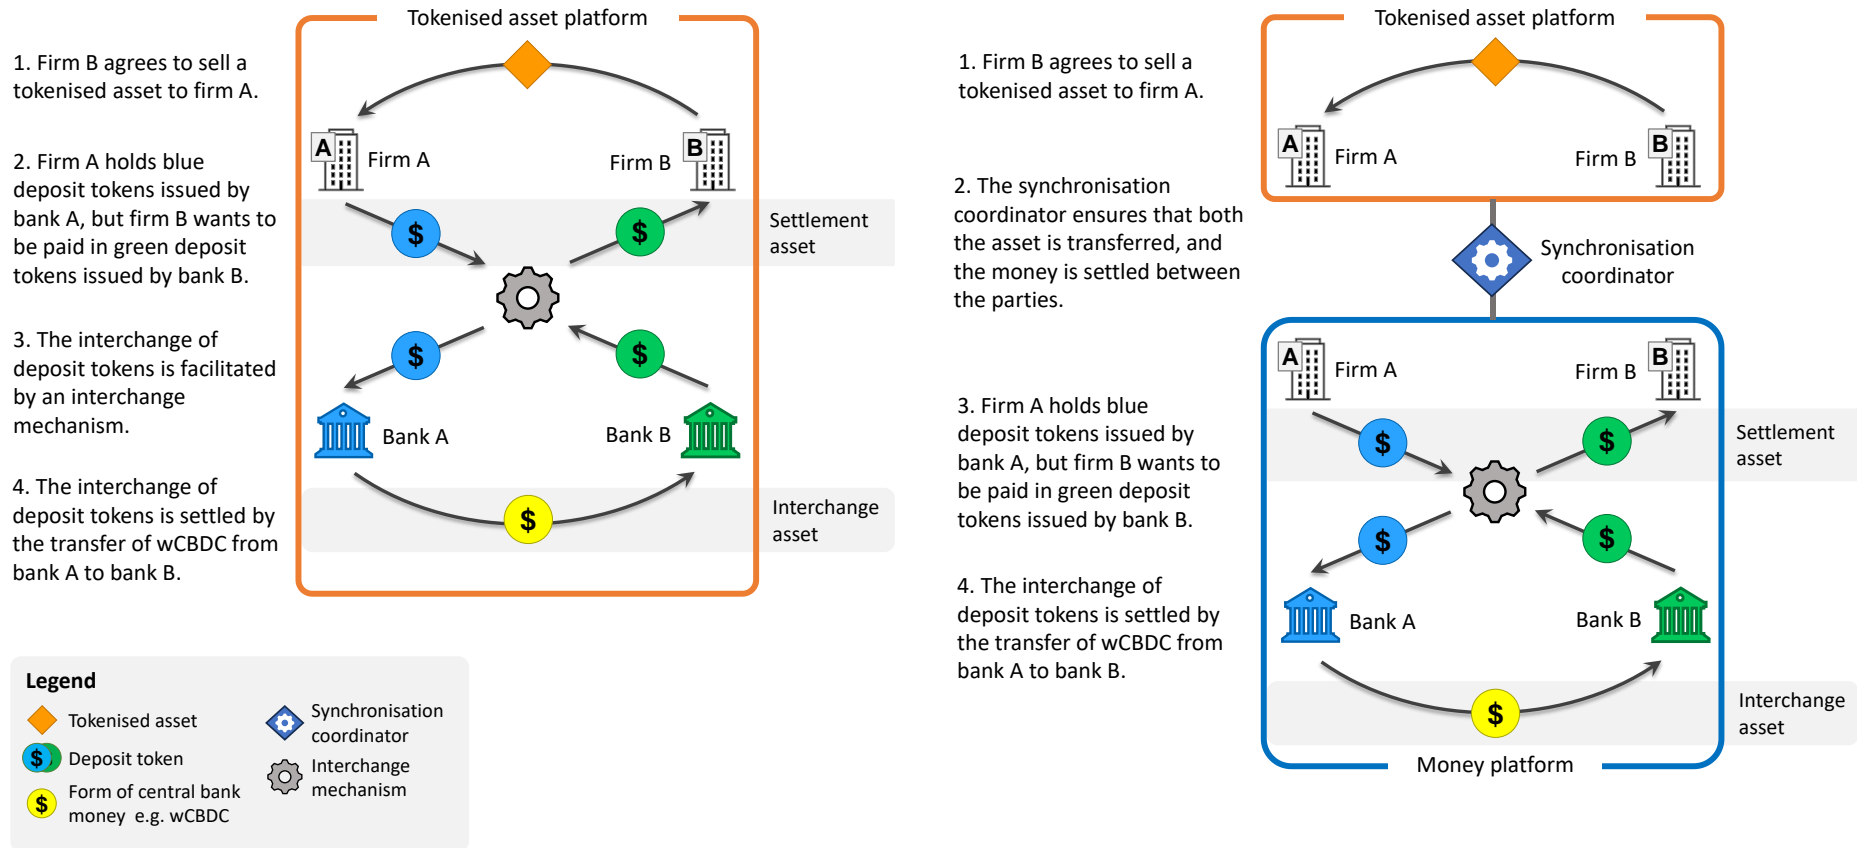 Tokenised asset platform
1. Firm B agrees to sell a
tokenised asset to firm A.
2. Firm A holds blue
deposit tokens issued by
bank A, but firm B wants to
be paid in green deposit
tokens issued by bank B.
3. The interchange of
deposit tokens is facilitated
by an interchange
mechanism.
4. The interchange of
deposit tokens is settled by
the transfer of wCBDC from
bank A to bank B.
A
Firm A
Firm B
B
$
$
Settlement
asset
$
$
Bank A
Bank B
$
Interchange
asset
Legend
Tokenised asset
$
Deposit token
$
Form of central bank
money e.g. wCBDC
Synchronisation
coordinator
Interchange
mechanism
Tokenised asset platform
1. Firm B agrees to sell a
tokenised asset to firm A.
A
Firm A
Firm B
B
2. The synchronisation
coordinator ensures that both
the asset is transferred, and
the money is settled between
the parties.
Synchronisation
coordinator
A
Firm A
Firm B
B
3. Firm A holds blue
deposit tokens issued by
bank A, but firm B wants to
be paid in green deposit
tokens issued by bank B.
4. The interchange of
deposit tokens is settled by
the transfer of wCBDC from
bank A to bank B.
$
$
Settlement
asset
$
$
Bank A
Bank B
$
Interchange
asset
Money platform